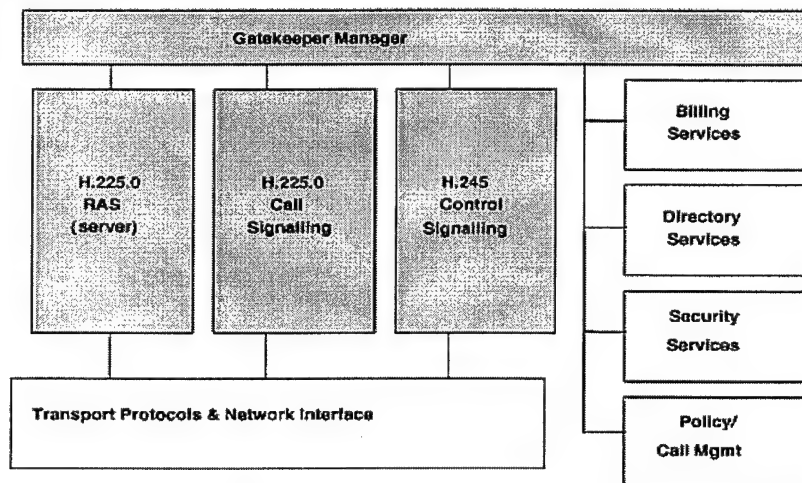 Gatekeeper Manager
H.225.0
RAS
(server)
H.225.0
Call
Signalling
H.245
Control
Signalling
Billing
Services
Directory
Services
Security
Services
Policy/
Call Mgmt
Transport Protocols & Network Interface